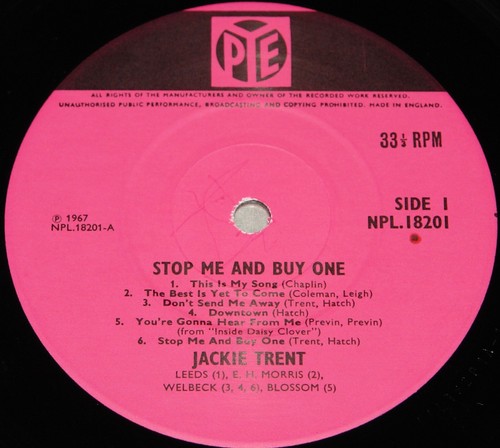 PYE
ALL RIGHTS OF THE MANUFACTURERS AND OWNER OF THE RECORDED WORK RESERVED.
UNAUTHORISED PUBLIC PERFORMANCE, BROADCASTING AND COPYING PROHIBITED. MADE IN ENGLAND.
33⅓ RPM
℗ 1967
NPL.18201-A
SIDE 1
NPL.18201
STOP ME AND BUY ONE
1. This Is My Song (Chaplin)
2. The Best Is Yet To Come (Coleman, Leigh)
3. Don't Send Me Away (Trent, Hatch)
4. Downtown (Hatch)
5. You're Gonna Hear From Me (Previn, Previn)
(from "Inside Daisy Clover")
6. Stop Me And Buy One (Trent, Hatch)
JACKIE TRENT
LEEDS (1), E. H. MORRIS (2),
WELBECK (3, 4, 6), BLOSSOM (5)